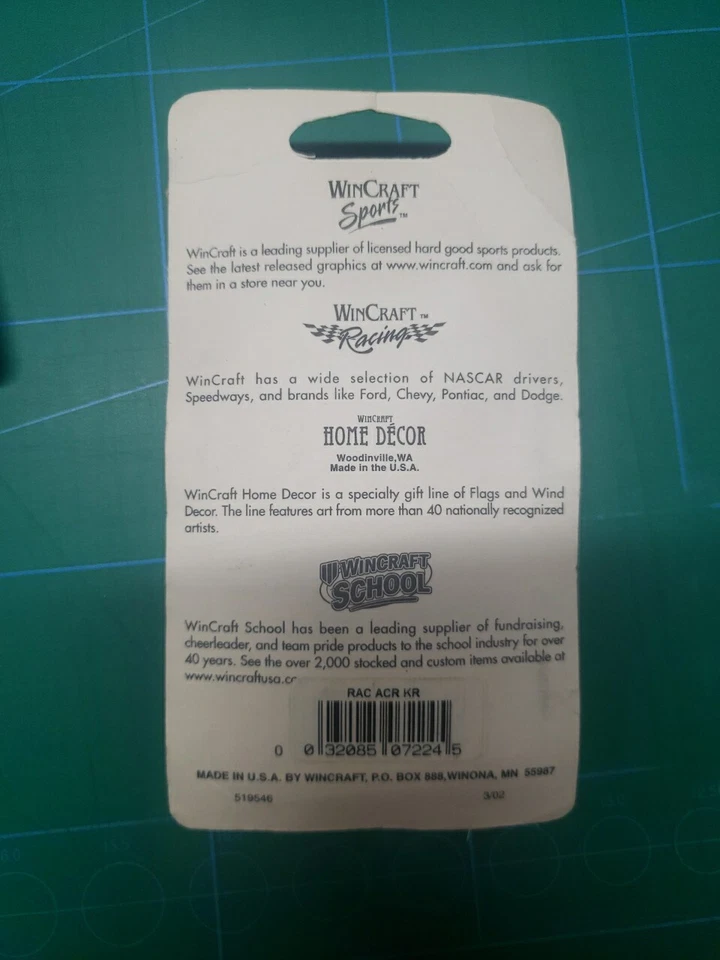 WINCRAFT
Sports™
WinCraft is a leading supplier of licensed hard good sports products.
See the latest released graphics at www.wincraft.com and ask for
them in a store near you.
WINCRAFT™
Racing
WinCraft has a wide selection of NASCAR drivers,
Speedways, and brands like Ford, Chevy, Pontiac, and Dodge.
WINCRAFT
HOME DÉCOR
Woodinville,WA
Made in the U.S.A.
WinCraft Home Decor is a specialty gift line of Flags and Wind
Decor. The line features art from more than 40 nationally recognized
artists.
WINCRAFT
SCHOOL
WinCraft School has been a leading supplier of fundraising,
cheerleader, and team pride products to the school industry for over
40 years. See the over 2,000 stocked and custom items available at
www.wincraftusa.c
RAC ACR KR
0 0 32085 07224 5
MADE IN U.S.A. BY WINCRAFT, P.O. BOX 888, WINONA, MN 55987
519546 3/02